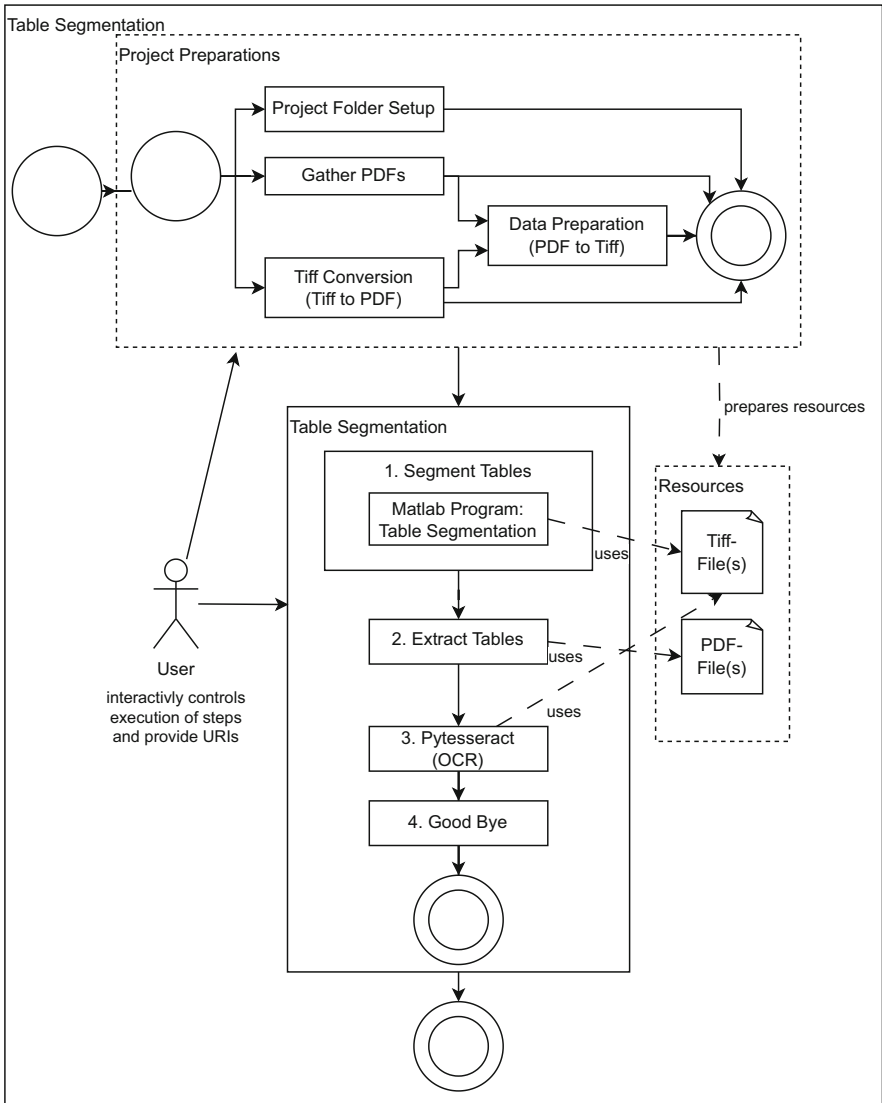 Table Segmentation
Project Preparations
Project Folder Setup
Gather PDFs
Data Preparation
(PDF to Tiff)
Tiff Conversion
(Tiff to PDF)
prepares resources
Table Segmentation
1. Segment Tables
Matlab Program:
Table Segmentation
uses
Resources
Tiff-
File(s)
2. Extract Tables
uses
PDF-
File(s)
User
interactivly controls
execution of steps
and provide URIs
uses
3. Pytesseract
(OCR)
4. Good Bye